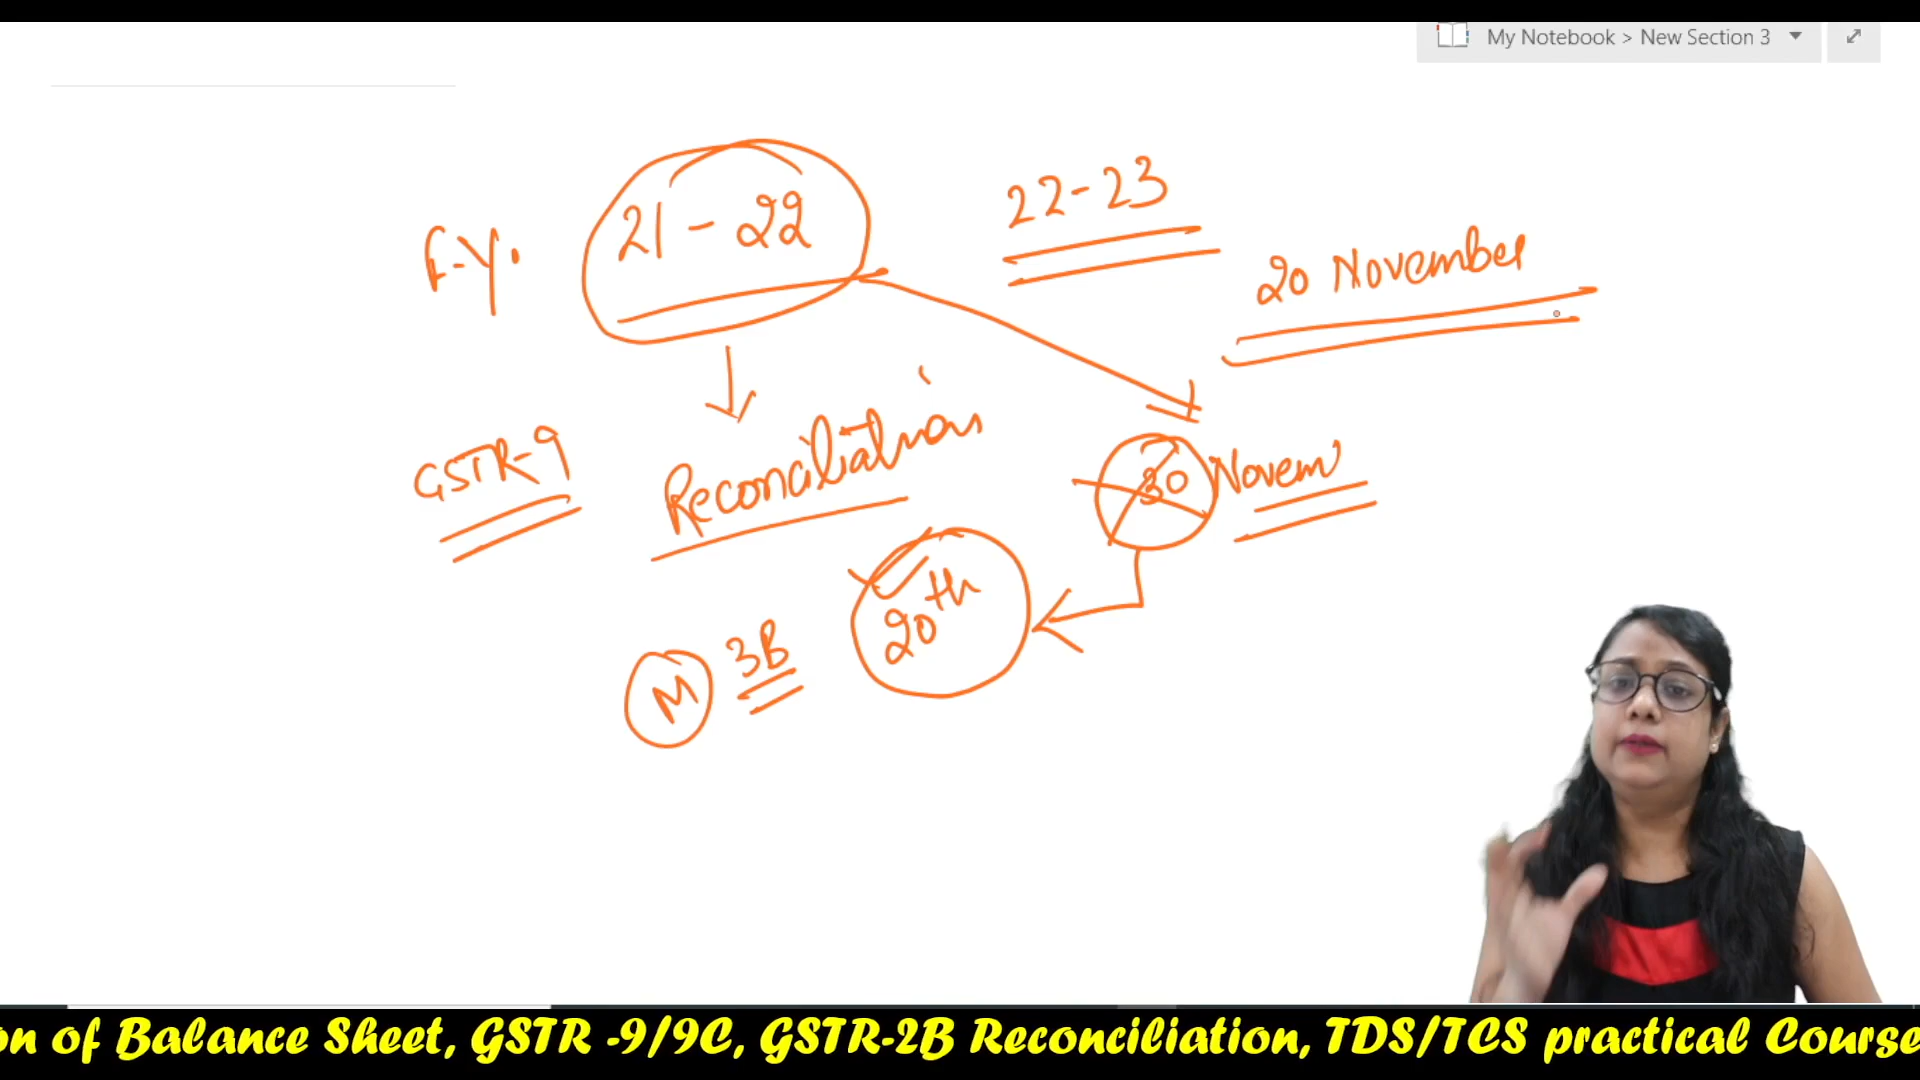 My Notebook > New Section 3
F.Y. 21-22 22-23
20 November
GSTR-9 Reconciliation 30 Novem
20th
M 3B
on of Balance Sheet, GSTR -9/9C, GSTR-2B Reconciliation, TDS/TCS practical Course